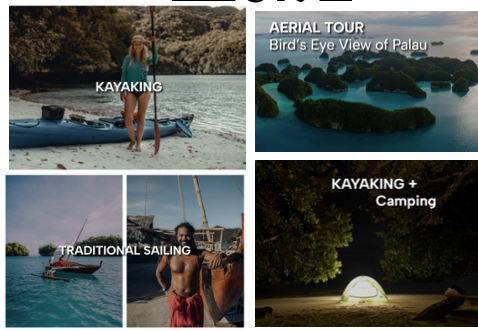 KAYAKING
AERIAL TOUR
Bird's Eye View of Palau
TRADITIONAL SAILING
KAYAKING +
Camping